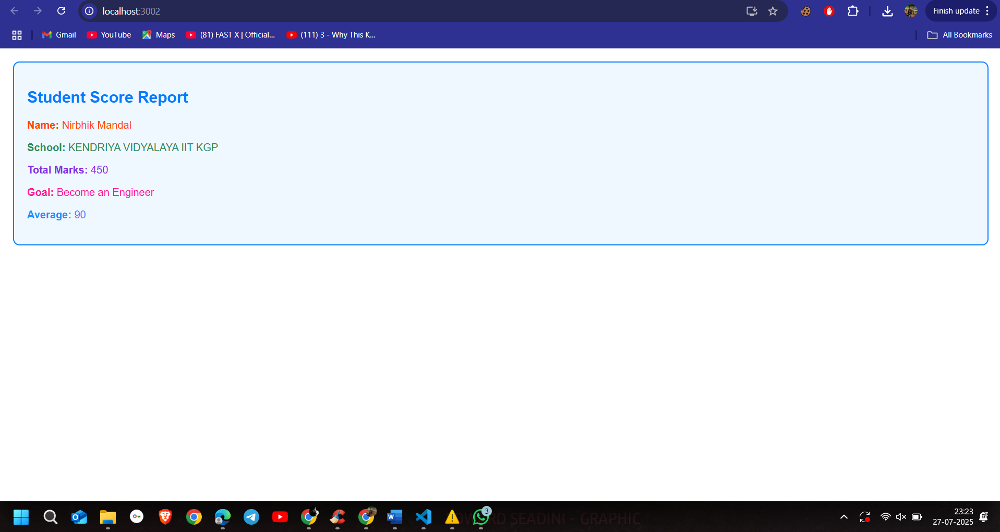 localhost:3002
Finish update
Gmail
YouTube
Maps
(81) FAST X | Official...
(111) 3 - Why This K...
All Bookmarks
Student Score Report
Name: Nirbhik Mandal
School: KENDRIYA VIDYALAYA IIT KGP
Total Marks: 450
Goal: Become an Engineer
Average: 90
3
SEADINI - GRAPHIC
23:23
27-07-2025